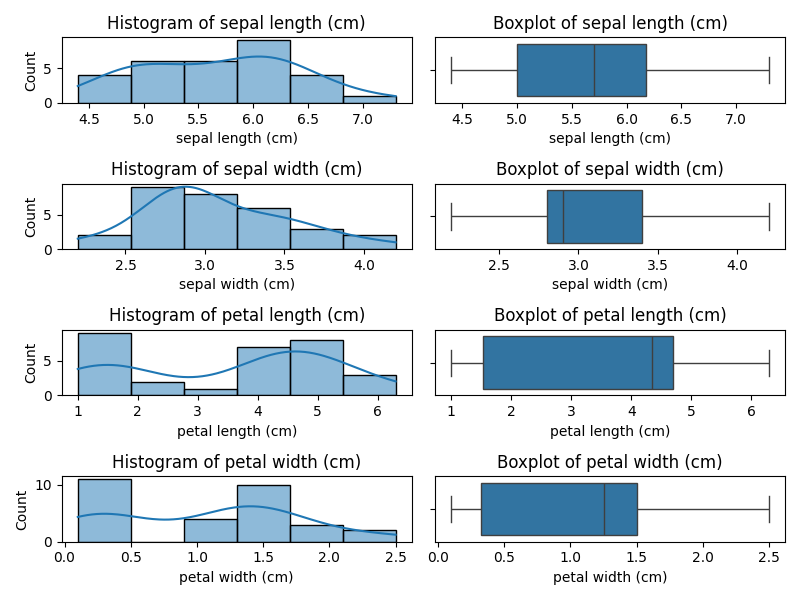 Histogram of sepal length (cm)
Count
5
0
4.5 5.0 5.5 6.0 6.5 7.0
sepal length (cm)
Boxplot of sepal length (cm)
4.5 5.0 5.5 6.0 6.5 7.0
sepal length (cm)
Histogram of sepal width (cm)
Count
5
0
2.5 3.0 3.5 4.0
sepal width (cm)
Boxplot of sepal width (cm)
2.5 3.0 3.5 4.0
sepal width (cm)
Histogram of petal length (cm)
Count
5
0
1 2 3 4 5 6
petal length (cm)
Boxplot of petal length (cm)
1 2 3 4 5 6
petal length (cm)
Histogram of petal width (cm)
Count
10
0
0.0 0.5 1.0 1.5 2.0 2.5
petal width (cm)
Boxplot of petal width (cm)
0.0 0.5 1.0 1.5 2.0 2.5
petal width (cm)